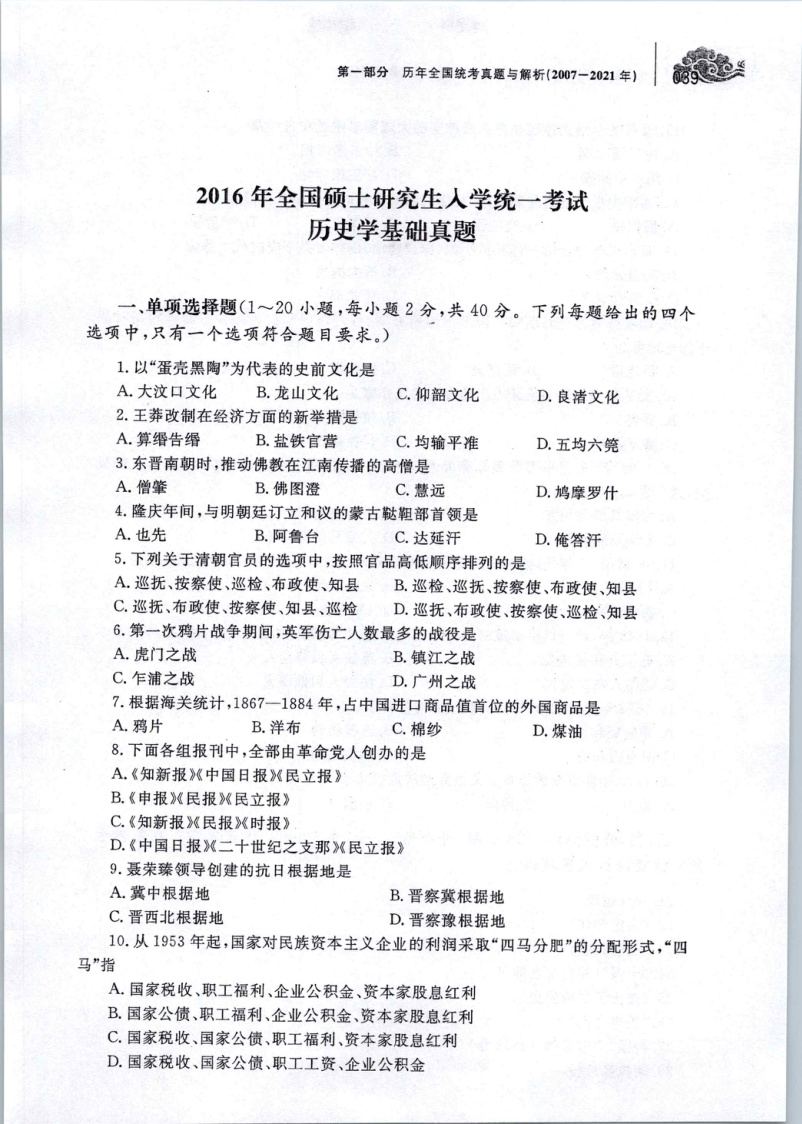 第一部分 历年全国统考真题与解析(2007—2021年)
039
2016年全国硕士研究生入学统一考试
历史学基础真题
一、单项选择题(1～20小题,每小题2分,共40分。下列每题给出的四个
选项中,只有一个选项符合题目要求。)
1.以“蛋壳黑陶”为代表的史前文化是
A.大汶口文化 B.龙山文化 C.仰韶文化 D.良渚文化
2.王莽改制在经济方面的新举措是
A.算缗告缗 B.盐铁官营 C.均输平准 D.五均六筦
3.东晋南朝时,推动佛教在江南传播的高僧是
A.僧肇 B.佛图澄 C.慧远 D.鸠摩罗什
4.隆庆年间,与明朝廷订立和议的蒙古鞑靼部首领是
A.也先 B.阿鲁台 C.达延汗 D.俺答汗
5.下列关于清朝官员的选项中,按照官品高低顺序排列的是
A.巡抚、按察使、巡检、布政使、知县 B.巡检、巡抚、按察使、布政使、知县
C.巡抚、布政使、按察使、知县、巡检 D.巡抚、布政使、按察使、巡检、知县
6.第一次鸦片战争期间,英军伤亡人数最多的战役是
A.虎门之战 B.镇江之战
C.乍浦之战 D.广州之战
7.根据海关统计,1867—1884年,占中国进口商品值首位的外国商品是
A.鸦片 B.洋布 C.棉纱 D.煤油
8.下面各组报刊中,全部由革命党人创办的是
A.《知新报》《中国日报》《民立报》
B.《申报》《民报》《民立报》
C.《知新报》《民报》《时报》
D.《中国日报》《二十世纪之支那》《民立报》
9.聂荣臻领导创建的抗日根据地是
A.冀中根据地 B.晋察冀根据地
C.晋西北根据地 D.晋察豫根据地
10.从1953年起,国家对民族资本主义企业的利润采取“四马分肥”的分配形式,“四
马”指
A.国家税收、职工福利、企业公积金、资本家股息红利
B.国家公债、职工福利、企业公积金、资本家股息红利
C.国家税收、国家公债、职工福利、资本家股息红利
D.国家税收、国家公债、职工工资、企业公积金